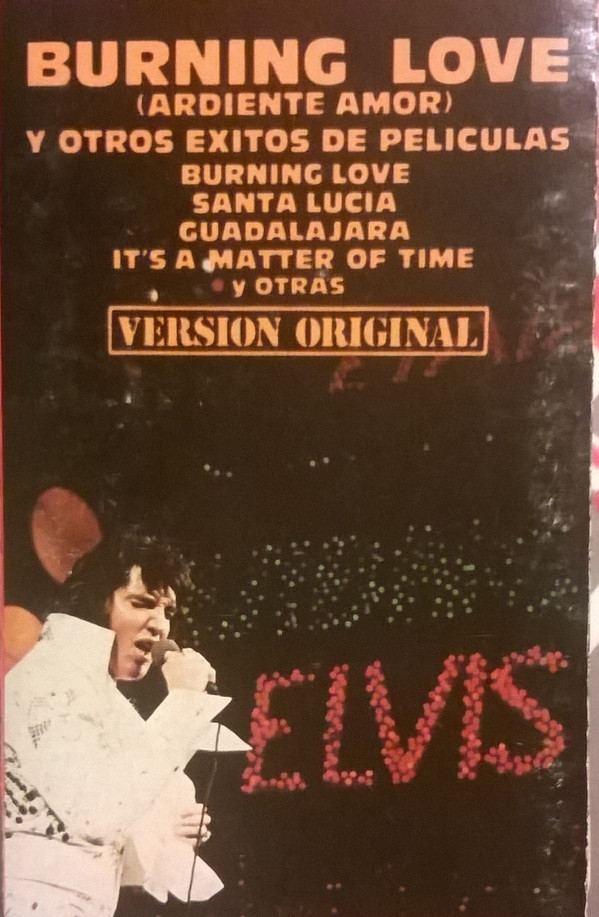 BURNING LOVE
(ARDIENTE AMOR)
Y OTROS EXITOS DE PELICULAS
BURNING LOVE
SANTA LUCIA
GUADALAJARA
IT'S A MATTER OF TIME
y OTRAS
VERSION ORIGINAL
ELVIS